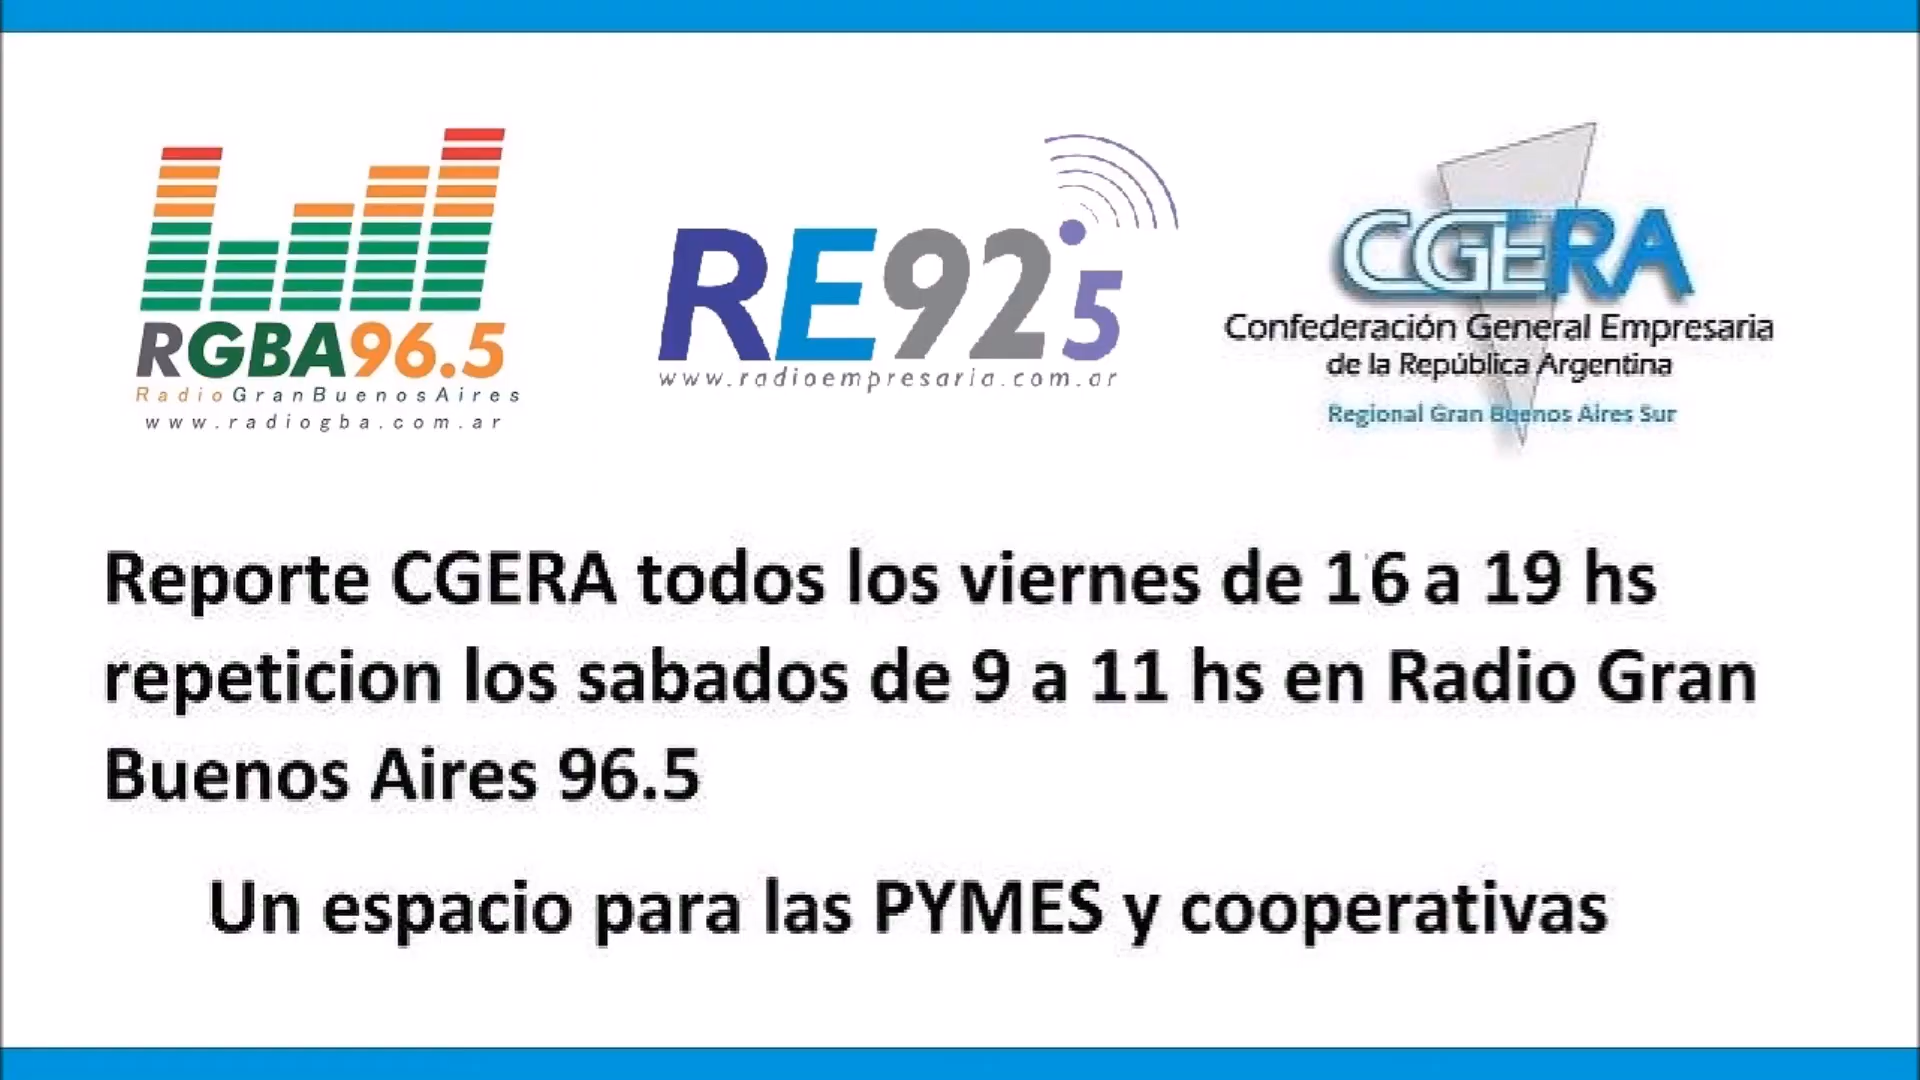 RGBA96.5
RadioGranBuenosAires
www.radiogba.com.ar
RE92.5
www.radioempresaria.com.ar
CGERA
Confederación General Empresaria
de la República Argentina
Regional Gran Buenos Aires Sur
Reporte CGERA todos los viernes de 16 a 19 hs
repeticion los sabados de 9 a 11 hs en Radio Gran
Buenos Aires 96.5
Un espacio para las PYMES y cooperativas